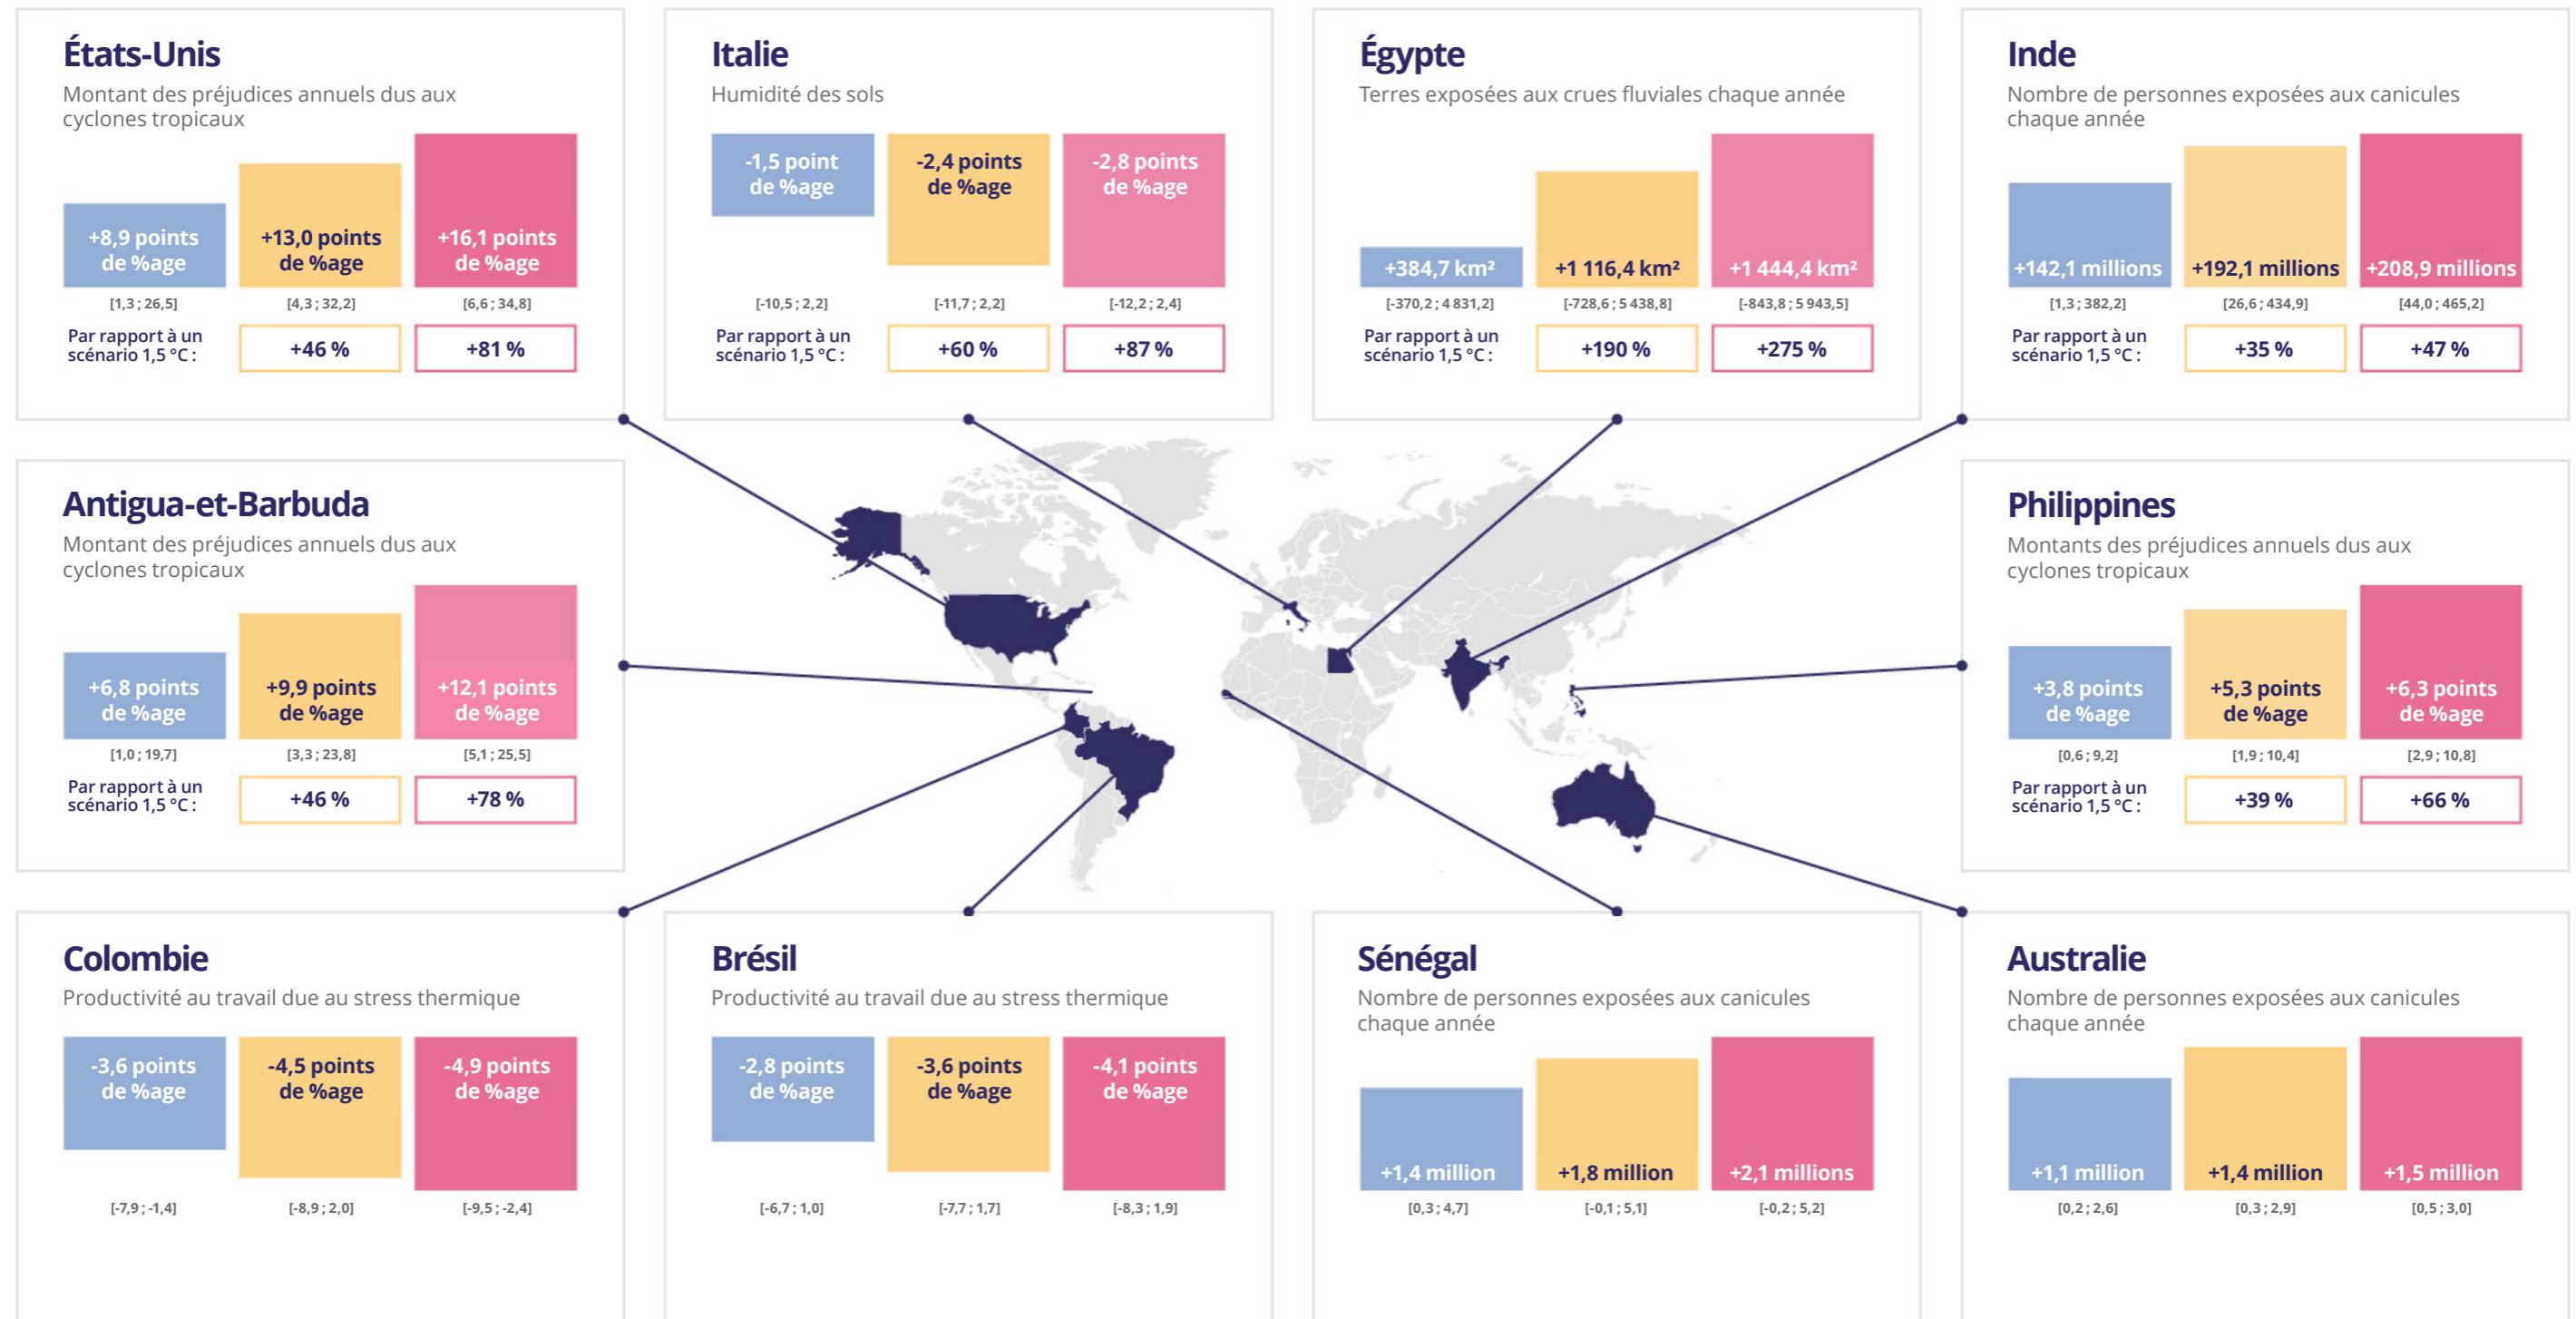 États-Unis
Montant des préjudices annuels dus aux
cyclones tropicaux
+8,9 points
de %age
+13,0 points
de %age
+16,1 points
de %age
[1,3 ; 26,5]
[4,3 ; 32,2]
[6,6 ; 34,8]
Par rapport à un
scénario 1,5 °C :
+46 %
+81 %
Italie
Humidité des sols
-1,5 point
de %age
-2,4 points
de %age
-2,8 points
de %age
[-10,5 ; 2,2]
[-11,7 ; 2,2]
[-12,2 ; 2,4]
Par rapport à un
scénario 1,5 °C :
+60 %
+87 %
Égypte
Terres exposées aux crues fluviales chaque année
+384,7 km²
+1 116,4 km²
+1 444,4 km²
[-370,2 ; 4 831,2]
[-728,6 ; 5 438,8]
[-843,8 ; 5 943,5]
Par rapport à un
scénario 1,5 °C :
+190 %
+275 %
Inde
Nombre de personnes exposées aux canicules
chaque année
+142,1 millions
+192,1 millions
+208,9 millions
[1,3 ; 382,2]
[26,6 ; 434,9]
[44,0 ; 465,2]
Par rapport à un
scénario 1,5 °C :
+35 %
+47 %
Antigua-et-Barbuda
Montant des préjudices annuels dus aux
cyclones tropicaux
+6,8 points
de %age
+9,9 points
de %age
+12,1 points
de %age
[1,0 ; 19,7]
[3,3 ; 23,8]
[5,1 ; 25,5]
Par rapport à un
scénario 1,5 °C :
+46 %
+78 %
Philippines
Montants des préjudices annuels dus aux
cyclones tropicaux
+3,8 points
de %age
+5,3 points
de %age
+6,3 points
de %age
[0,6 ; 9,2]
[1,9 ; 10,4]
[2,9 ; 10,8]
Par rapport à un
scénario 1,5 °C :
+39 %
+66 %
Colombie
Productivité au travail due au stress thermique
-3,6 points
de %age
-4,5 points
de %age
-4,9 points
de %age
[-7,9 ; -1,4]
[-8,9 ; 2,0]
[-9,5 ; -2,4]
Brésil
Productivité au travail due au stress thermique
-2,8 points
de %age
-3,6 points
de %age
-4,1 points
de %age
[-6,7 ; 1,0]
[-7,7 ; 1,7]
[-8,3 ; 1,9]
Sénégal
Nombre de personnes exposées aux canicules
chaque année
+1,4 million
+1,8 million
+2,1 millions
[0,3 ; 4,7]
[-0,1 ; 5,1]
[-0,2 ; 5,2]
Australie
Nombre de personnes exposées aux canicules
chaque année
+1,1 million
+1,4 million
+1,5 million
[0,2 ; 2,6]
[0,3 ; 2,9]
[0,5 ; 3,0]